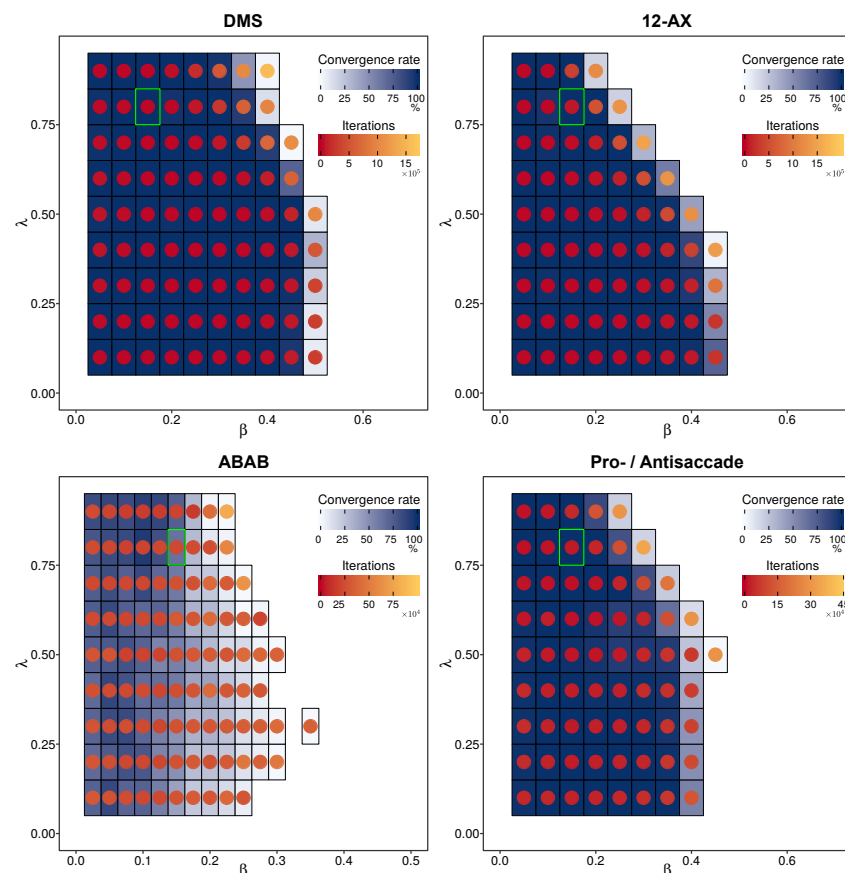 DMS
Convergence rate
0 25 50 75 100
%
Iterations
0 5 10 15
×10⁵
0.75
0.50
0.25
0.00
λ
0.0 0.2 0.4 0.6
β
12-AX
Convergence rate
0 25 50 75 100
%
Iterations
0 5 10 15
×10⁵
0.75
0.50
0.25
0.00
λ
0.0 0.2 0.4 0.6
β
ABAB
Convergence rate
0 25 50 75 100
%
Iterations
0 25 50 75
×10⁴
0.75
0.50
0.25
0.00
λ
0.0 0.1 0.2 0.3 0.4 0.5
β
Pro- / Antisaccade
Convergence rate
0 25 50 75 100
%
Iterations
0 15 30 45
×10⁴
0.75
0.50
0.25
0.00
λ
0.0 0.2 0.4 0.6
β